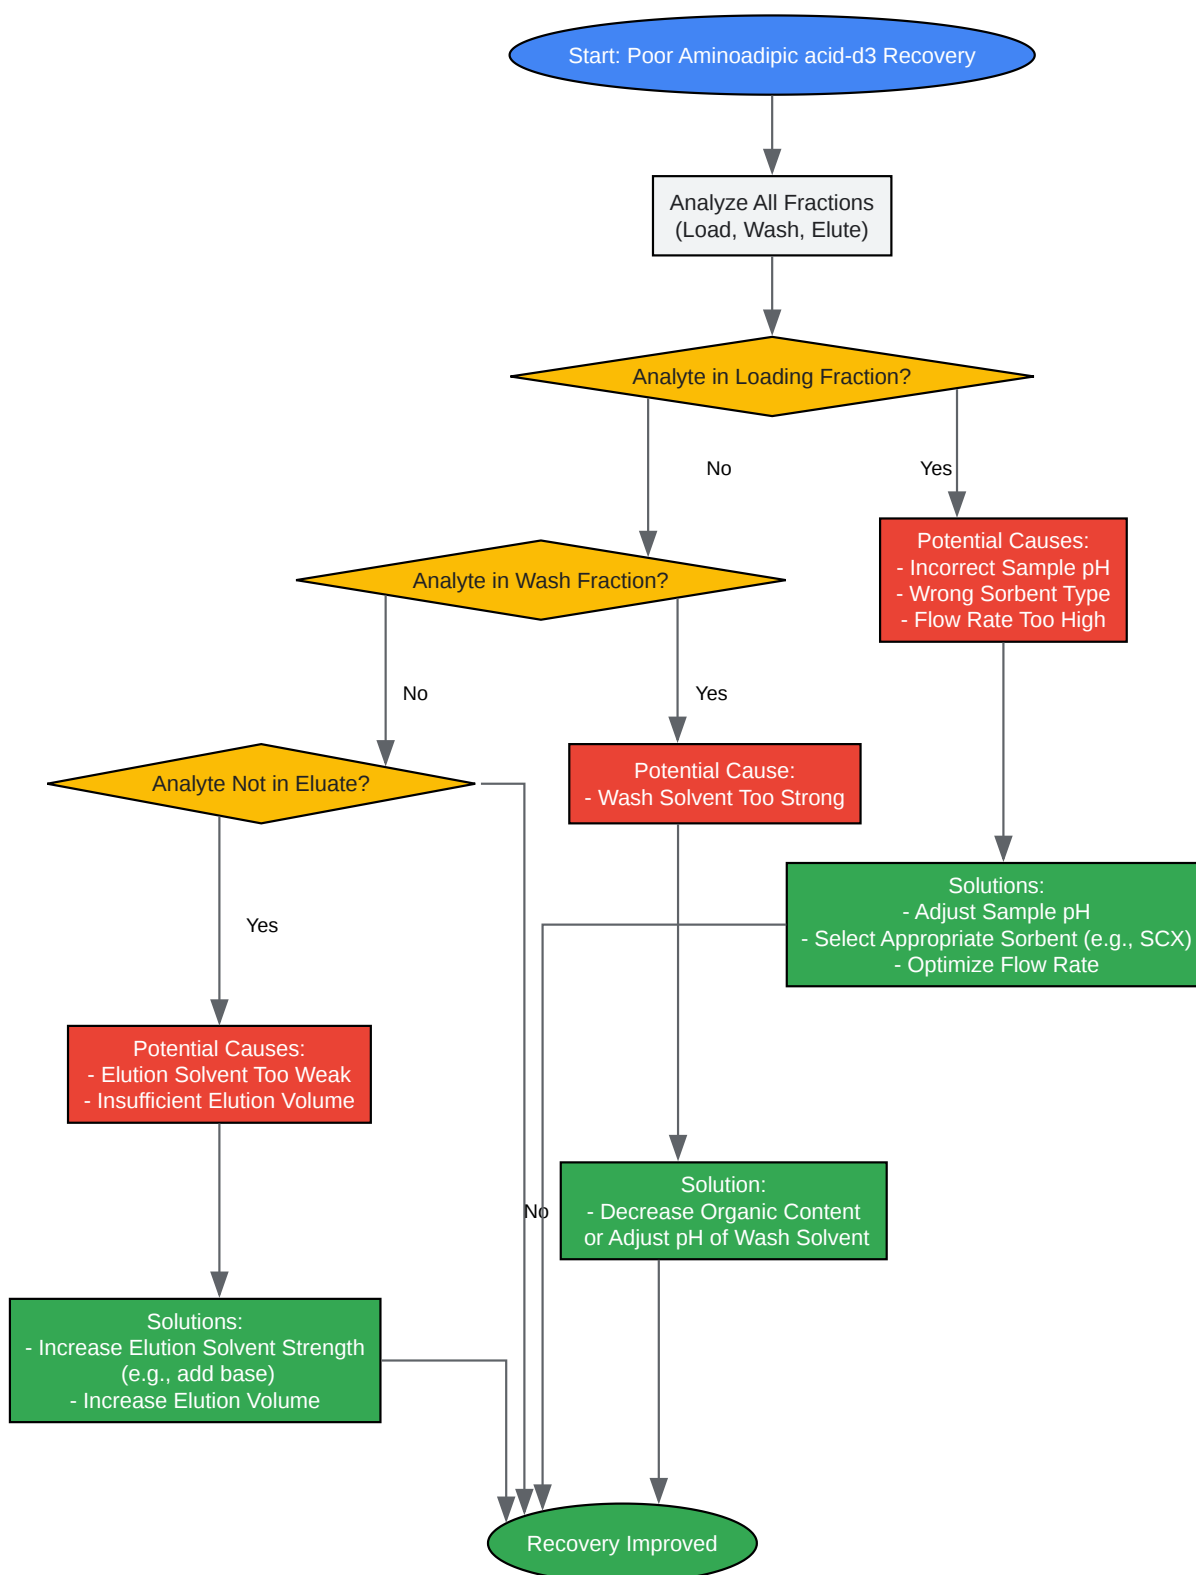 Start: Poor Aminoadipic acid-d3 Recovery
Analyze All Fractions
(Load, Wash, Elute)
Analyte in Loading Fraction?
No
Yes
Potential Causes:
- Incorrect Sample pH
- Wrong Sorbent Type
- Flow Rate Too High
Analyte in Wash Fraction?
No
Yes
Analyte Not in Eluate?
Potential Cause:
- Wash Solvent Too Strong
Solutions:
- Adjust Sample pH
- Select Appropriate Sorbent (e.g., SCX)
- Optimize Flow Rate
Yes
Potential Causes:
- Elution Solvent Too Weak
- Insufficient Elution Volume
No
Solution:
- Decrease Organic Content
or Adjust pH of Wash Solvent
Solutions:
- Increase Elution Solvent Strength
(e.g., add base)
- Increase Elution Volume
Recovery Improved